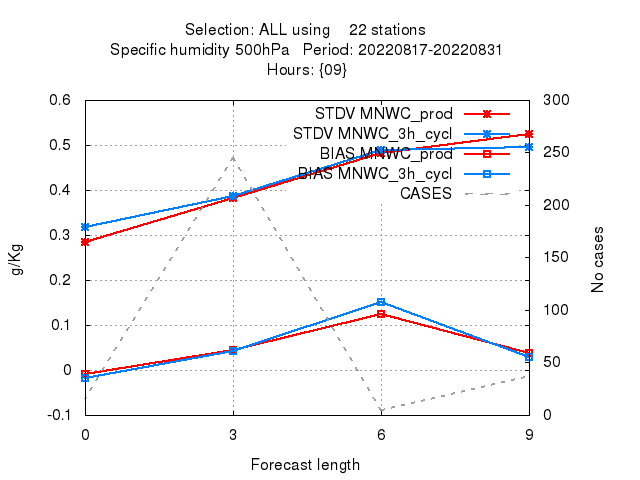 Selection: ALL using    22 stations
Specific humidity 500hPa   Period: 20220817-20220831
Hours: {09}
0.6
0.5
0.4
0.3
0.2
0.1
0
-0.1
g/Kg
STDV MNWC_prod
STDV MNWC_3h_cycl
BIAS MNWC_prod
BIAS MNWC_3h_cycl
CASES
300
250
200
150
100
50
0
No cases
0 3 6 9
Forecast length